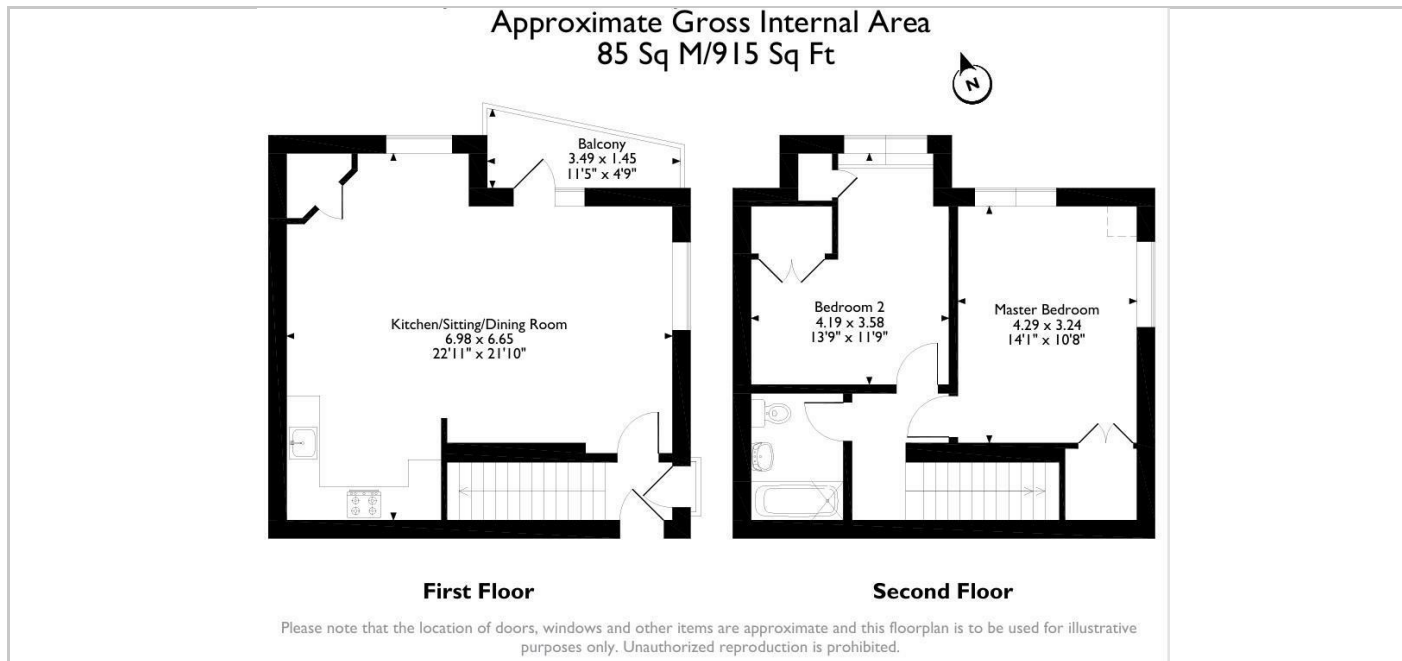 Approximate Gross Internal Area
85 Sq M/915 Sq Ft
N
Balcony
3.49 x 1.45
11'5" x 4'9"
Kitchen/Sitting/Dining Room
6.98 x 6.65
22'11" x 21'10"
Bedroom 2
4.19 x 3.58
13'9" x 11'9"
Master Bedroom
4.29 x 3.24
14'1" x 10'8"
First Floor
Second Floor
Please note that the location of doors, windows and other items are approximate and this floorplan is to be used for illustrative
purposes only. Unauthorized reproduction is prohibited.